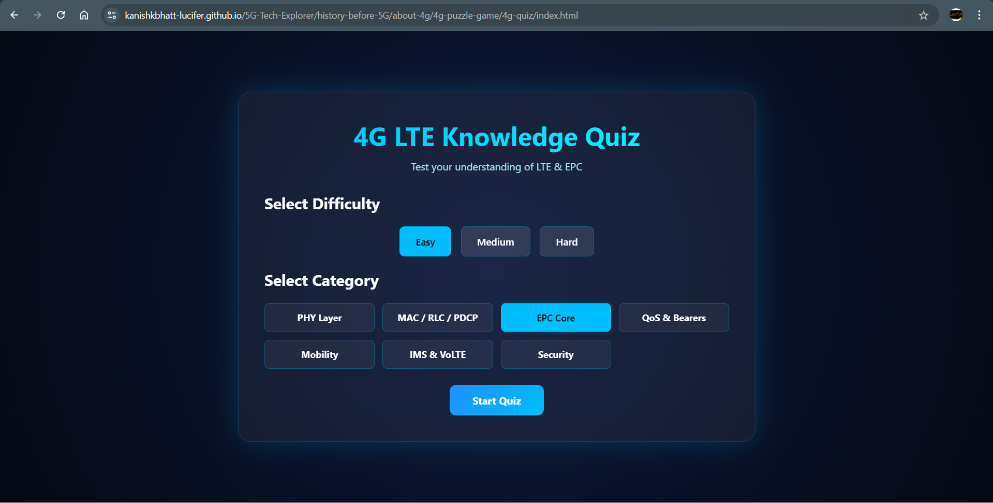 kanishkbhatt-lucifer.github.io/5G-Tech-Explorer/history-before-5G/about-4g/4g-puzzle-game/4g-quiz/index.html
4G LTE Knowledge Quiz
Test your understanding of LTE & EPC
Select Difficulty
Easy Medium Hard
Select Category
PHY Layer MAC / RLC / PDCP EPC Core QoS & Bearers
Mobility IMS & VoLTE Security
Start Quiz